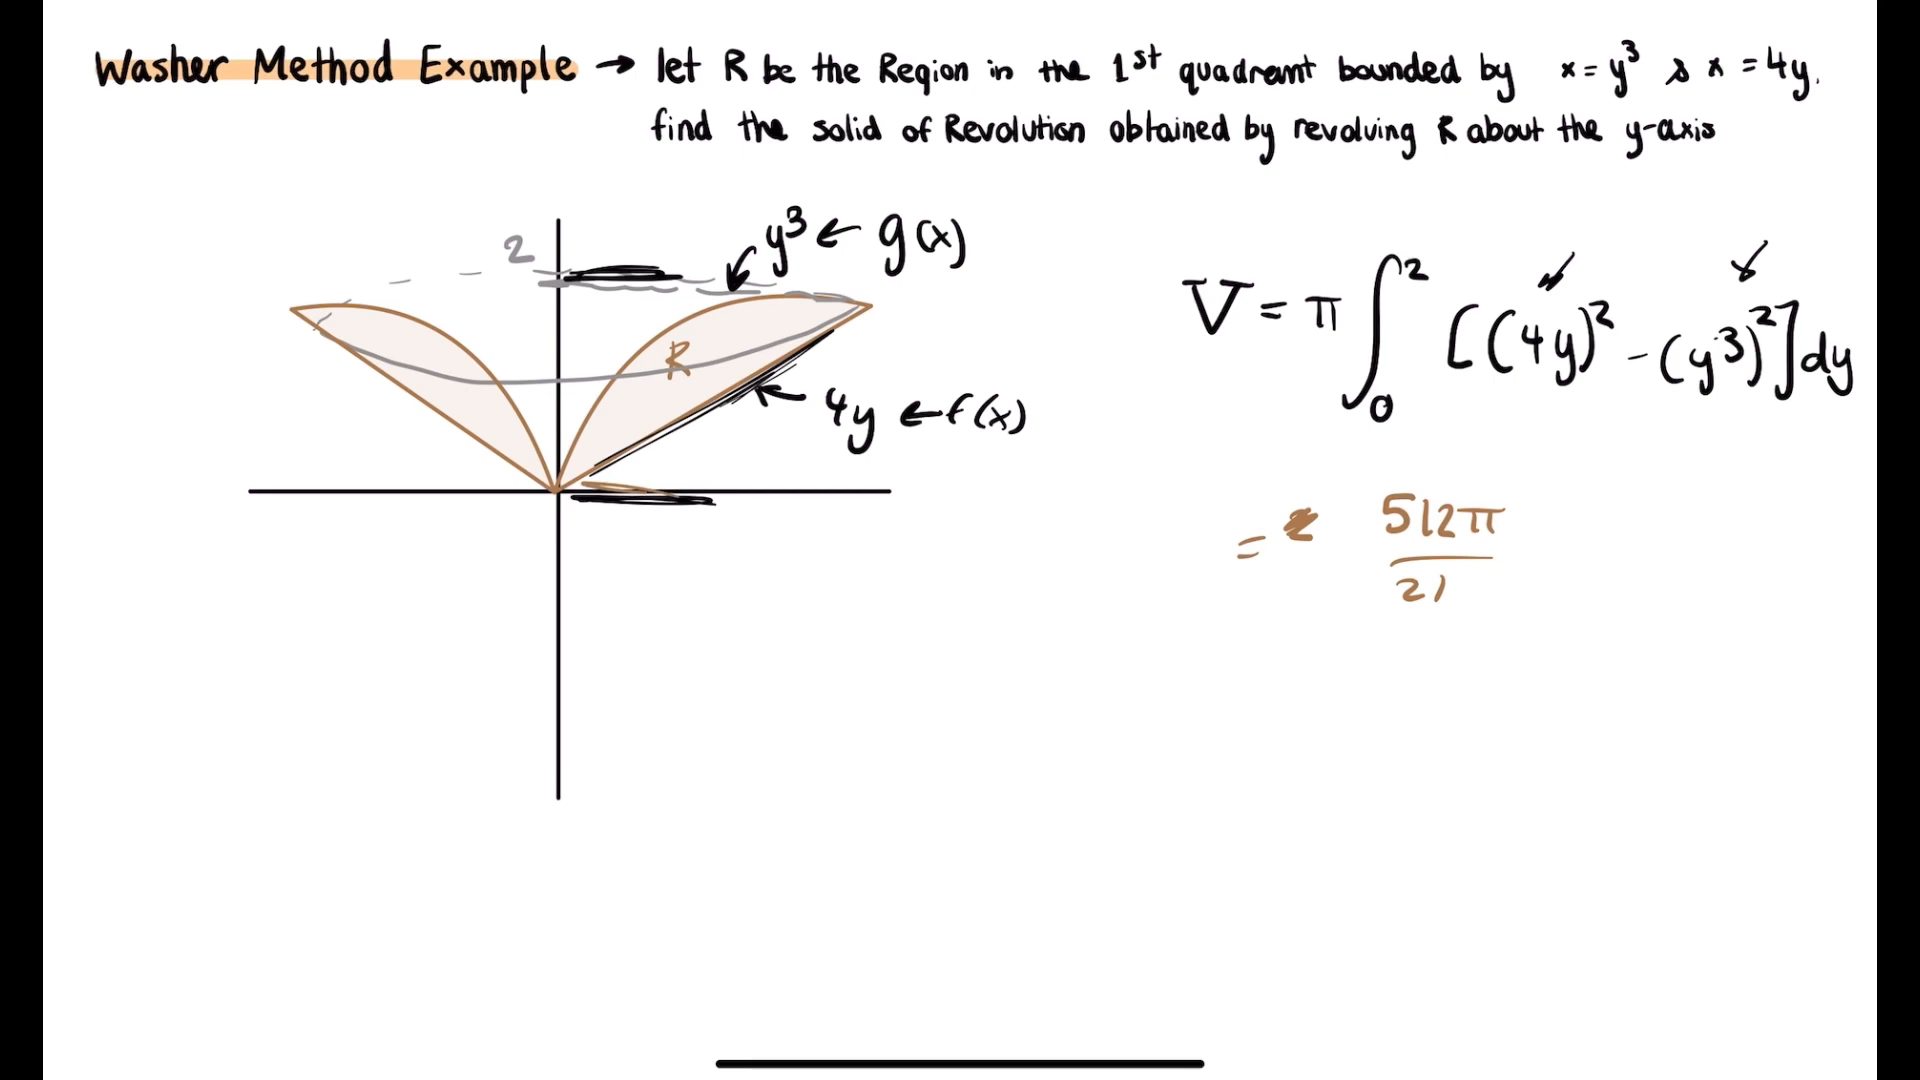 Washer Method Example → let R be the Region in the 1st quadrant bounded by x = y³ & x = 4y.
find the solid of Revolution obtained by revolving R about the y-axis
2
y³ ← g(x)
R
4y ← f(x)
V = π ∫₀² [(4y)² - (y³)²] dy
= 512π / 21